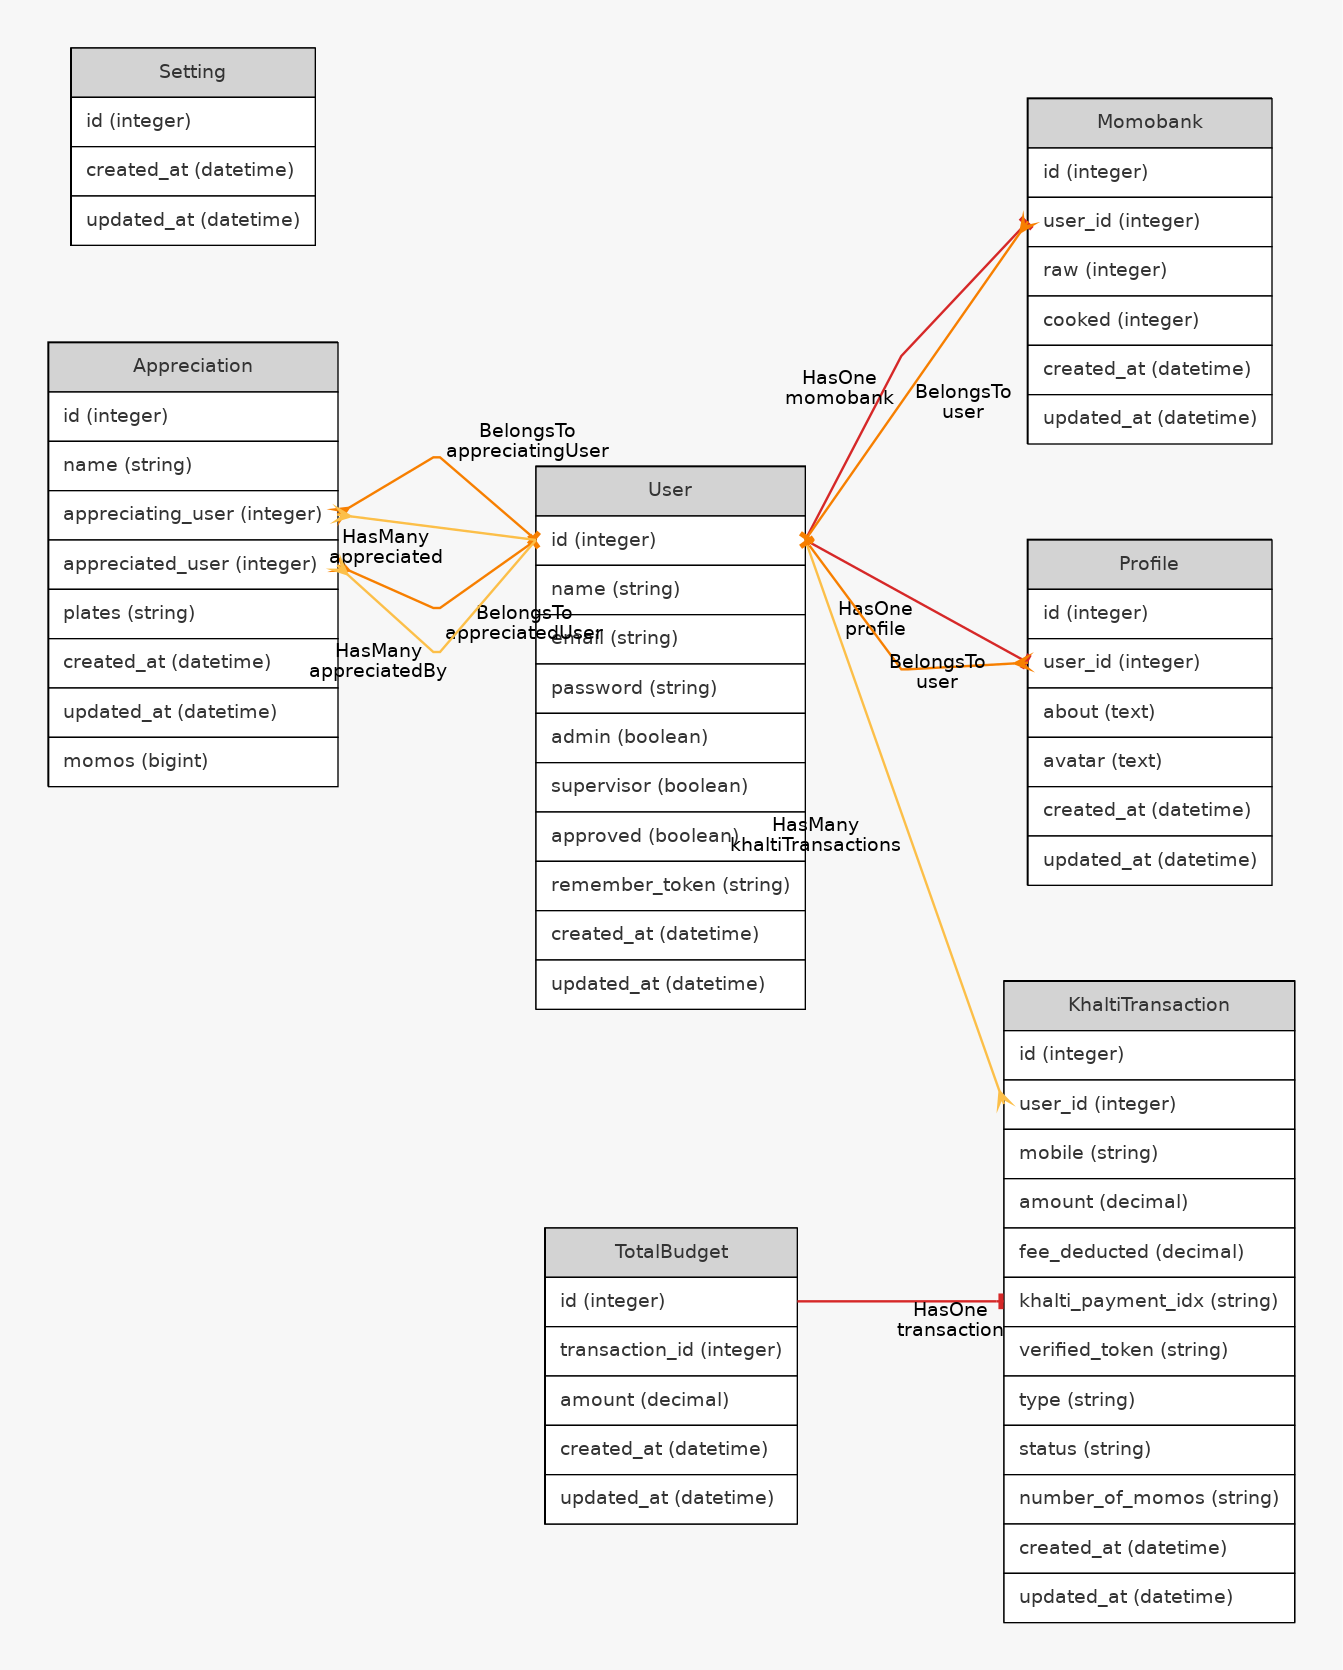 Setting
id (integer)
created_at (datetime)
updated_at (datetime)
Appreciation
id (integer)
name (string)
appreciating_user (integer)
appreciated_user (integer)
plates (string)
created_at (datetime)
updated_at (datetime)
momos (bigint)
BelongsTo
appreciatingUser
HasMany
appreciated
BelongsTo
appreciatedUser
HasMany
appreciatedBy
User
id (integer)
name (string)
email (string)
password (string)
admin (boolean)
supervisor (boolean)
approved (boolean)
remember_token (string)
created_at (datetime)
updated_at (datetime)
HasOne
momobank
BelongsTo
user
HasOne
profile
BelongsTo
user
HasMany
khaltiTransactions
Momobank
id (integer)
user_id (integer)
raw (integer)
cooked (integer)
created_at (datetime)
updated_at (datetime)
Profile
id (integer)
user_id (integer)
about (text)
avatar (text)
created_at (datetime)
updated_at (datetime)
TotalBudget
id (integer)
transaction_id (integer)
amount (decimal)
created_at (datetime)
updated_at (datetime)
HasOne
transaction
KhaltiTransaction
id (integer)
user_id (integer)
mobile (string)
amount (decimal)
fee_deducted (decimal)
khalti_payment_idx (string)
verified_token (string)
type (string)
status (string)
number_of_momos (string)
created_at (datetime)
updated_at (datetime)